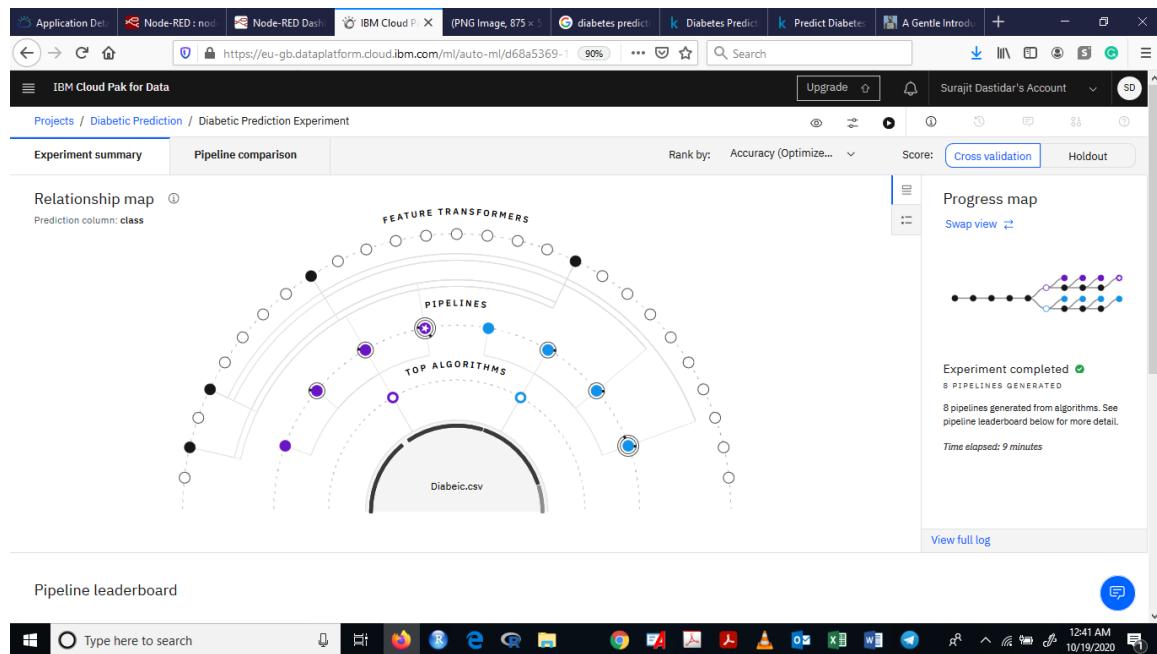 Application Deta
Node-RED : node
Node-RED Dash
IBM Cloud P
(PNG Image, 875 × 5
diabetes predicti
Diabetes Predict
Predict Diabetes
A Gentle Introdu
https://eu-gb.dataplatform.cloud.ibm.com/ml/auto-ml/d68a5369-1
90%
Search
IBM Cloud Pak for Data
Upgrade
Surajit Dastidar's Account
SD
Projects / Diabetic Prediction / Diabetic Prediction Experiment
Experiment summary
Pipeline comparison
Rank by: Accuracy (Optimize...
Score: Cross validation Holdout
Relationship map
Prediction column: class
FEATURE TRANSFORMERS
PIPELINES
TOP ALGORITHMS
Diabeic.csv
Progress map
Swap view
Experiment completed
8 PIPELINES GENERATED
8 pipelines generated from algorithms. See
pipeline leaderboard below for more detail.
Time elapsed: 9 minutes
View full log
Pipeline leaderboard
Type here to search
12:41 AM
10/19/2020